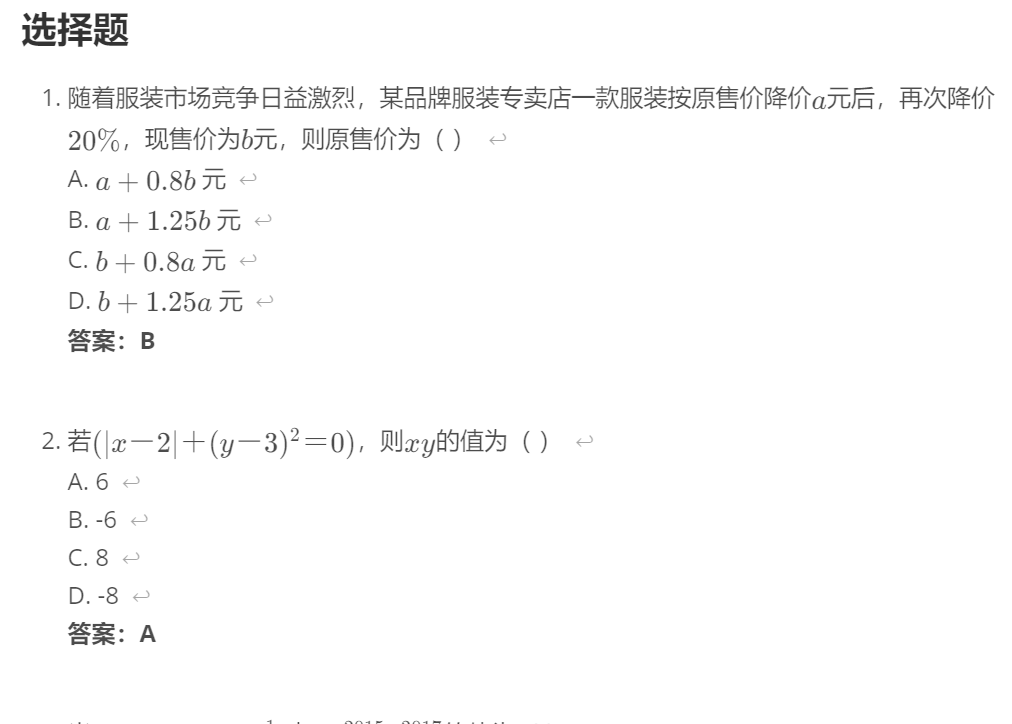 选择题
1. 随着服装市场竞争日益激烈，某品牌服装专卖店一款服装按原售价降价a元后，再次降价
20%，现售价为b元，则原售价为（ ） ↩
A. a + 0.8b 元 ↩
B. a + 1.25b 元 ↩
C. b + 0.8a 元 ↩
D. b + 1.25a 元 ↩
答案：B
2. 若(|x−2|+(y−3)²=0)，则xy的值为（ ） ↩
A. 6 ↩
B. -6 ↩
C. 8 ↩
D. -8 ↩
答案：A